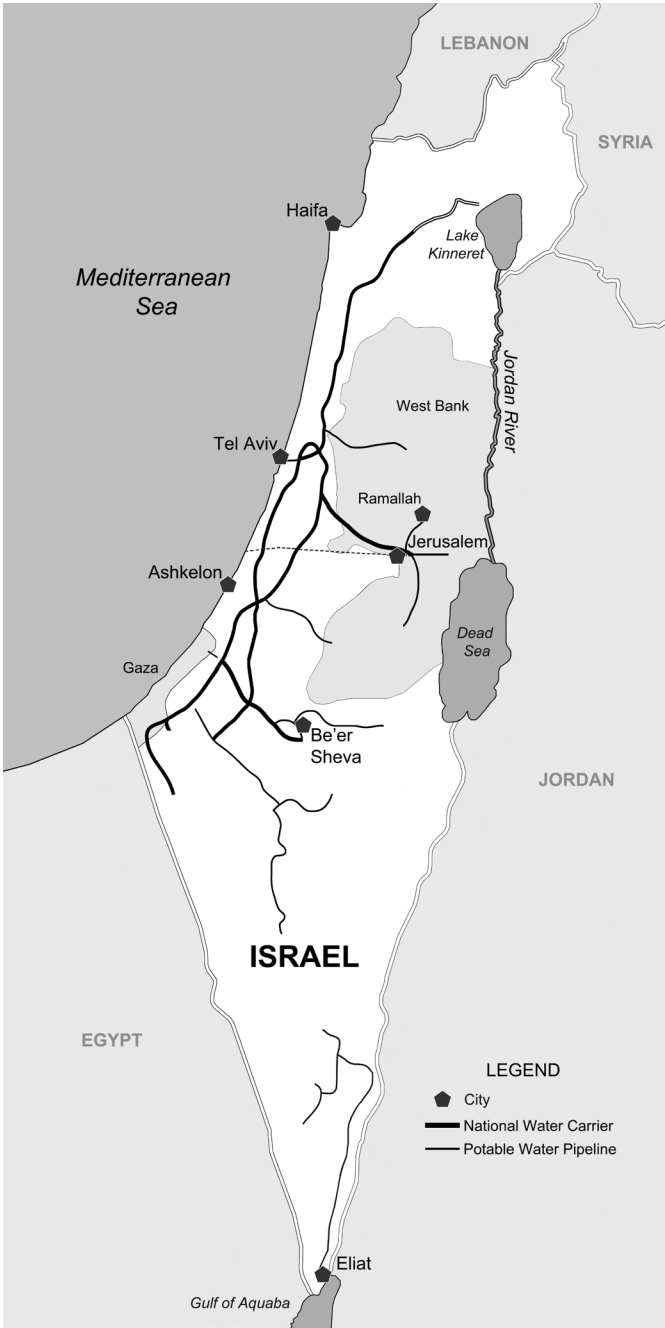 LEBANON
SYRIA
Haifa
Lake
Kinneret
Mediterranean
Sea
Jordan River
West Bank
Tel Aviv
Ramallah
Jerusalem
Ashkelon
Dead
Sea
Gaza
Be'er
Sheva
JORDAN
ISRAEL
EGYPT
LEGEND
City
National Water Carrier
Potable Water Pipeline
Eliat
Gulf of Aquaba